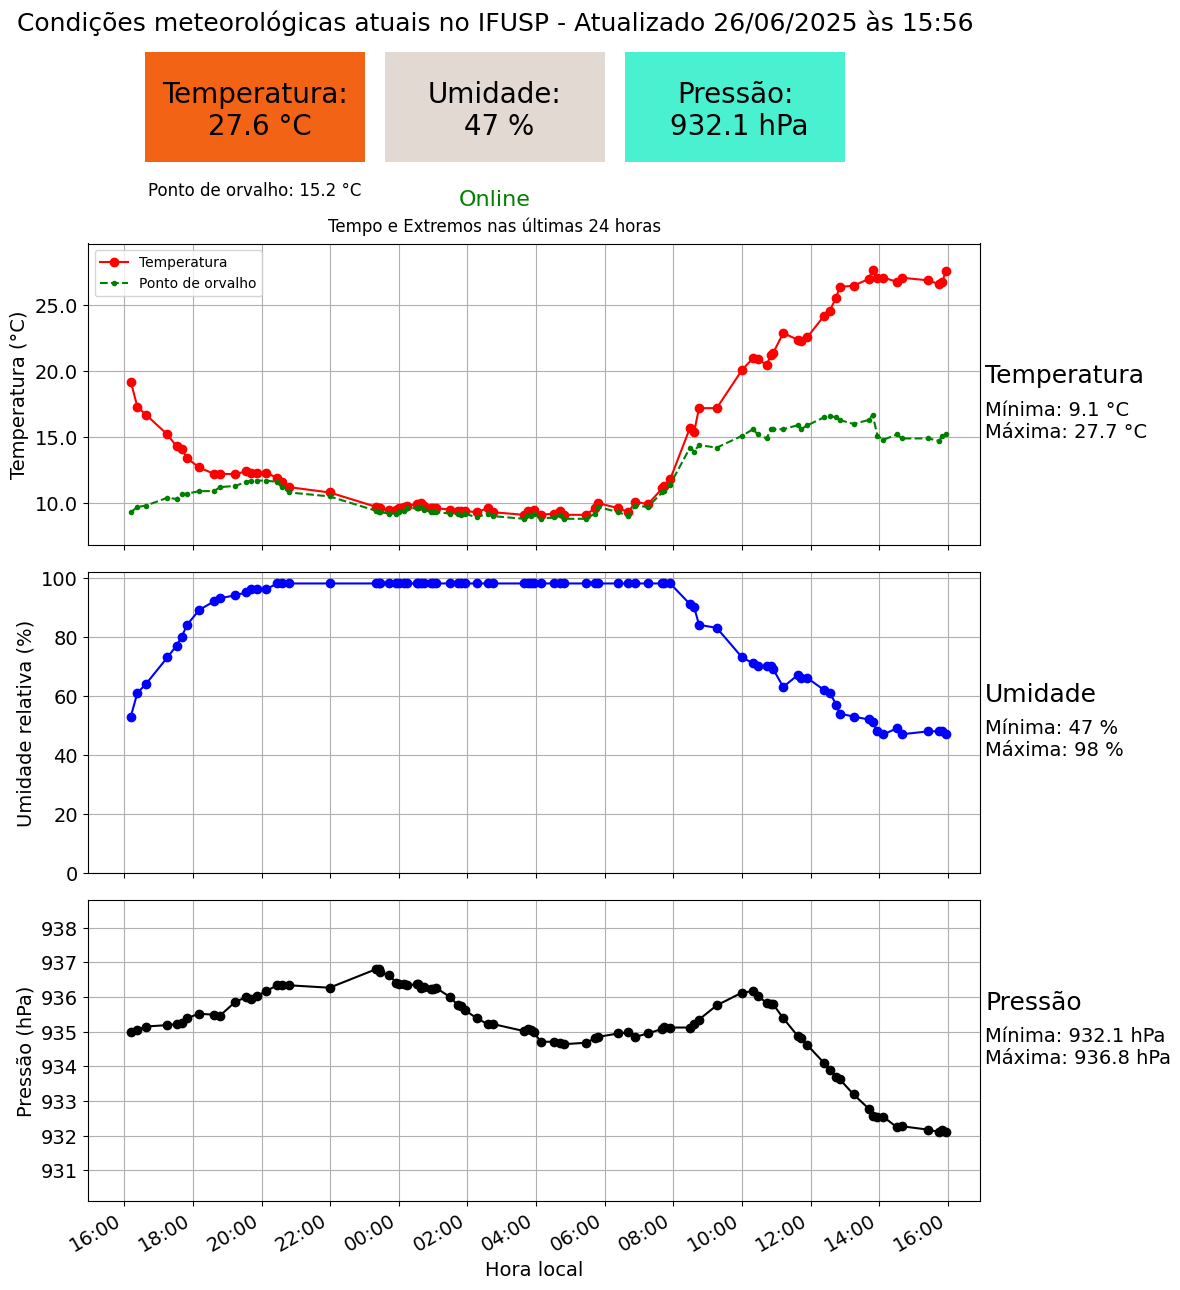 Condições meteorológicas atuais no IFUSP - Atualizado 26/06/2025 às 15:56
Temperatura:
27.6 °C
Umidade:
47 %
Pressão:
932.1 hPa
Ponto de orvalho: 15.2 °C
Online
Tempo e Extremos nas últimas 24 horas
Temperatura
Ponto de orvalho
Temperatura (°C)
25.0
20.0
15.0
10.0
Temperatura
Mínima: 9.1 °C
Máxima: 27.7 °C
Umidade relativa (%)
100
80
60
40
20
0
Umidade
Mínima: 47 %
Máxima: 98 %
Pressão (hPa)
938
937
936
935
934
933
932
931
Pressão
Mínima: 932.1 hPa
Máxima: 936.8 hPa
16:00 18:00 20:00 22:00 00:00 02:00 04:00 06:00 08:00 10:00 12:00 14:00 16:00
Hora local